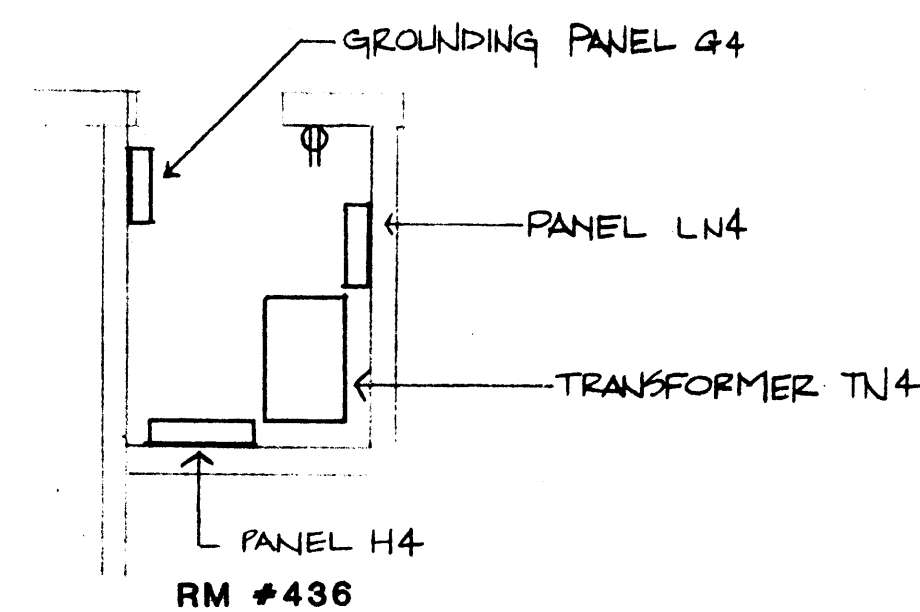 GROUNDING PANEL G4
PANEL LN4
TRANSFORMER TN4
PANEL H4
RM #436